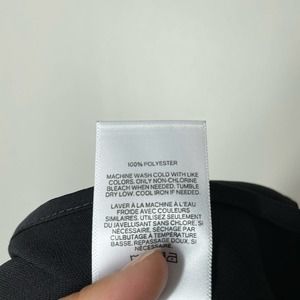 100% POLYESTER
MACHINE WASH COLD WITH LIKE
COLORS. ONLY NON-CHLORINE
BLEACH WHEN NEEDED. TUMBLE
DRY LOW. COOL IRON IF NEEDED.
LAVER À LA MACHINE À L'EAU
FROIDE AVEC COULEURS
SIMILAIRES. UTILISEZ SEULEMENT
DU JAVELLISANT SANS CHLORE,
SI NÉCESSAIRE. SÉCHAGE PAR
CULBUTAGE À TEMPÉRATURE
BASSE. REPASSAGE DOUX, SI
NÉCESSAIRE.